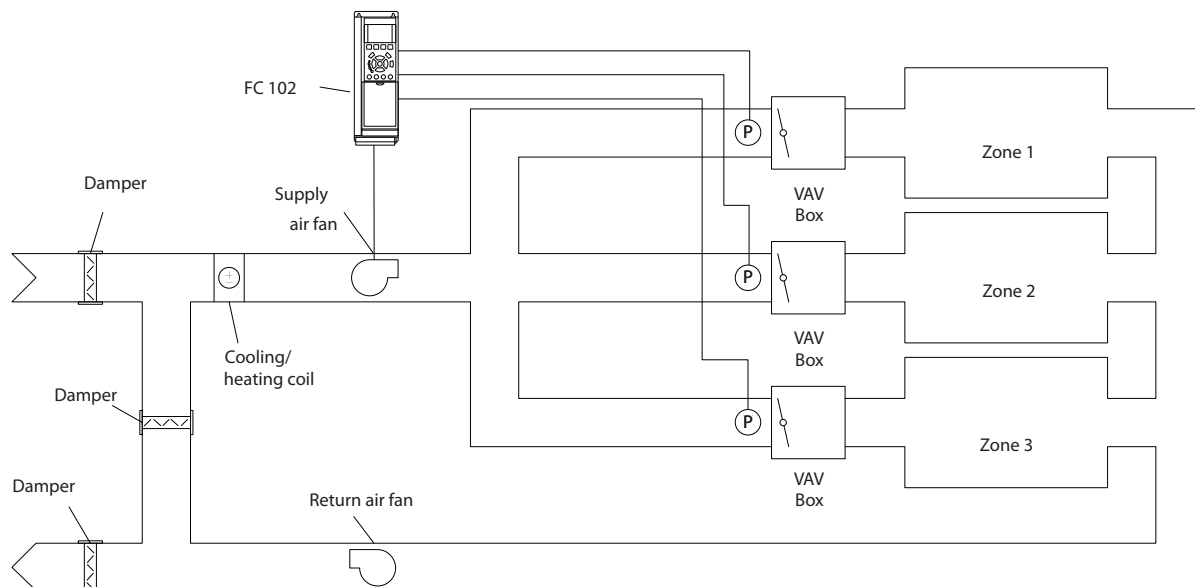 FC 102
P
Zone 1
Damper
Supply
air fan
VAV
Box
P
Zone 2
VAV
Box
Cooling/
heating coil
Damper
P
Zone 3
VAV
Box
Damper
Return air fan